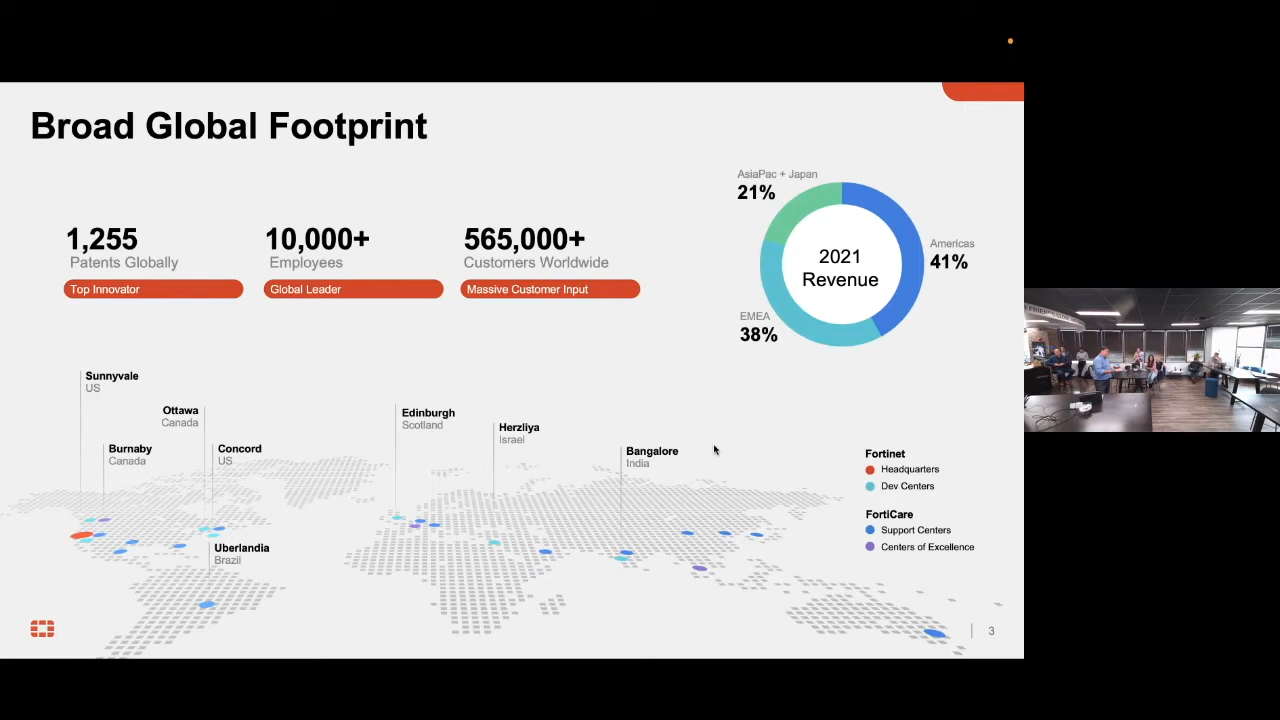 Broad Global Footprint
1,255
Patents Globally
Top Innovator
10,000+
Employees
Global Leader
565,000+
Customers Worldwide
Massive Customer Input
AsiaPac + Japan
21%
2021
Revenue
Americas
41%
EMEA
38%
Sunnyvale
US
Ottawa
Canada
Burnaby
Canada
Concord
US
Edinburgh
Scotland
Herzliya
Israel
Bangalore
India
Uberlandia
Brazil
Fortinet
Headquarters
Dev Centers
FortiCare
Support Centers
Centers of Excellence
3